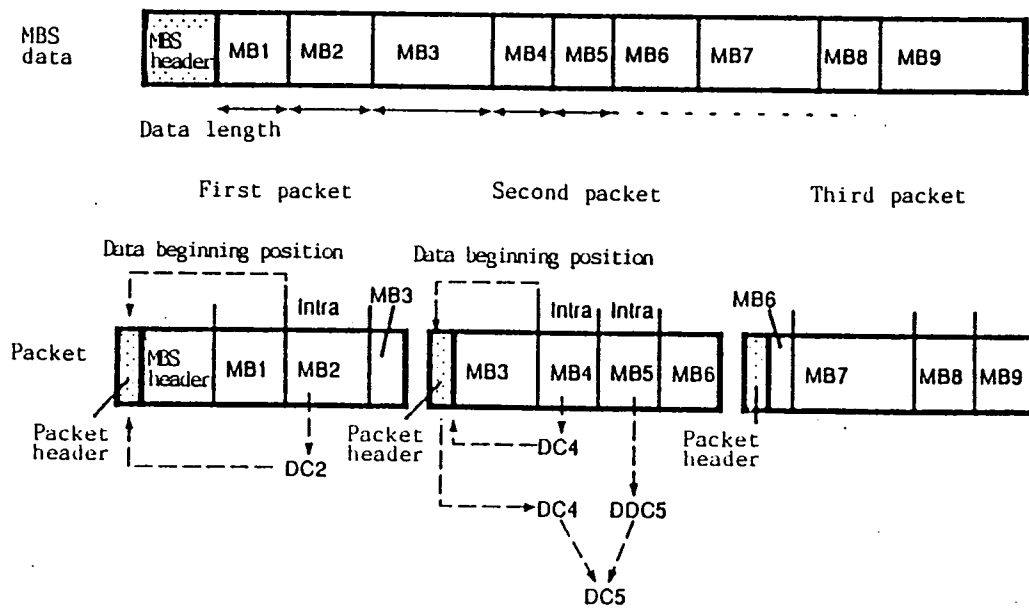 MBS data
MBS header MB1 MB2 MB3 MB4 MB5 MB6 MB7 MB8 MB9
Data length
First packet Second packet Third packet
Data beginning position Data beginning position
Intra MB3 Intra Intra MB6
Packet MBS header MB1 MB2 MB3 MB4 MB5 MB6 MB7 MB8 MB9
Packet header Packet header Packet header
DC2 DC4
DC4 DDC5
DC5